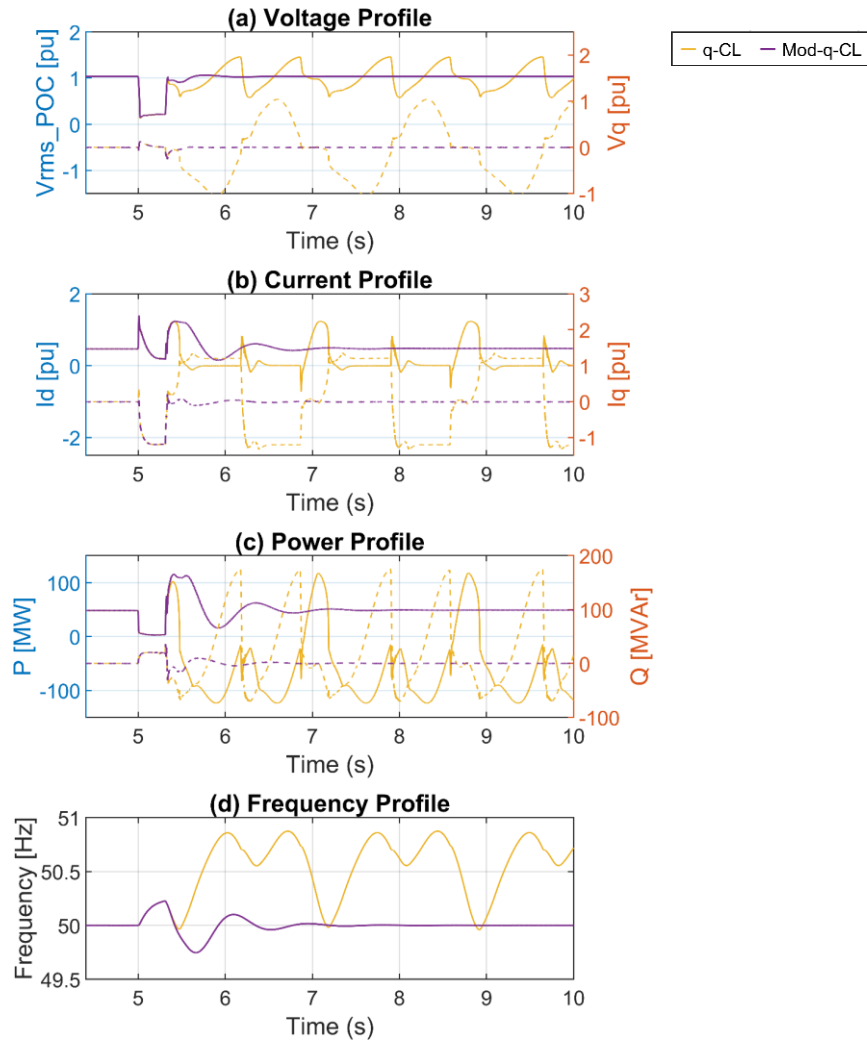 (a) Voltage Profile
q-CL
Mod-q-CL
2
1
0
-1
Vrms_POC [pu]
2
1
0
-1
Vq [pu]
5 6 7 8 9 10
Time (s)
(b) Current Profile
2
0
-2
Id [pu]
3
2
1
0
-1
Iq [pu]
5 6 7 8 9 10
Time (s)
(c) Power Profile
100
0
-100
P [MW]
200
100
0
-100
Q [MVAr]
5 6 7 8 9 10
Time (s)
(d) Frequency Profile
51
50.5
50
49.5
Frequency [Hz]
5 6 7 8 9 10
Time (s)